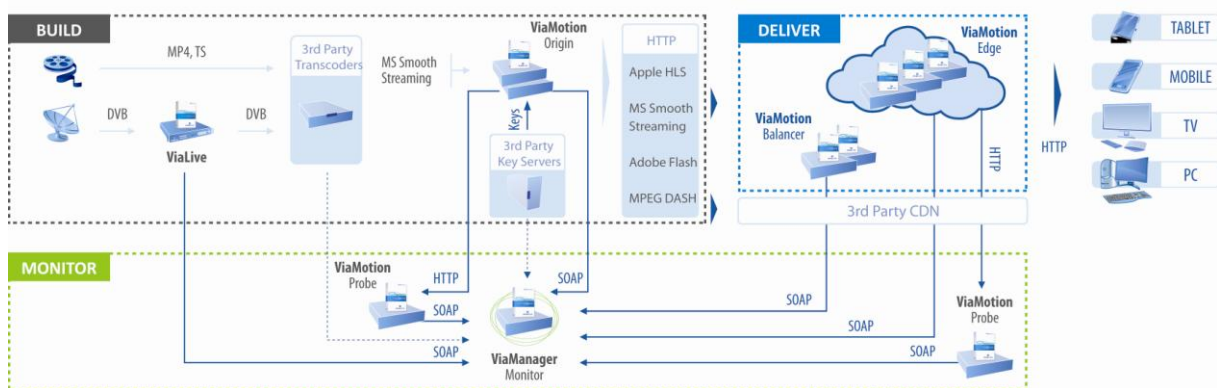 BUILD
MP4, TS
DVB
ViaLive
DVB
3rd Party
Transcoders
MS Smooth
Streaming
ViaMotion
Origin
Keys
3rd Party
Key Servers
HTTP
Apple HLS
MS Smooth
Streaming
Adobe Flash
MPEG DASH
DELIVER
ViaMotion
Edge
ViaMotion
Balancer
HTTP
3rd Party CDN
HTTP
TABLET
MOBILE
TV
PC
MONITOR
ViaMotion
Probe
HTTP
SOAP
SOAP
SOAP
ViaManager
Monitor
SOAP
SOAP
SOAP
ViaMotion
Probe